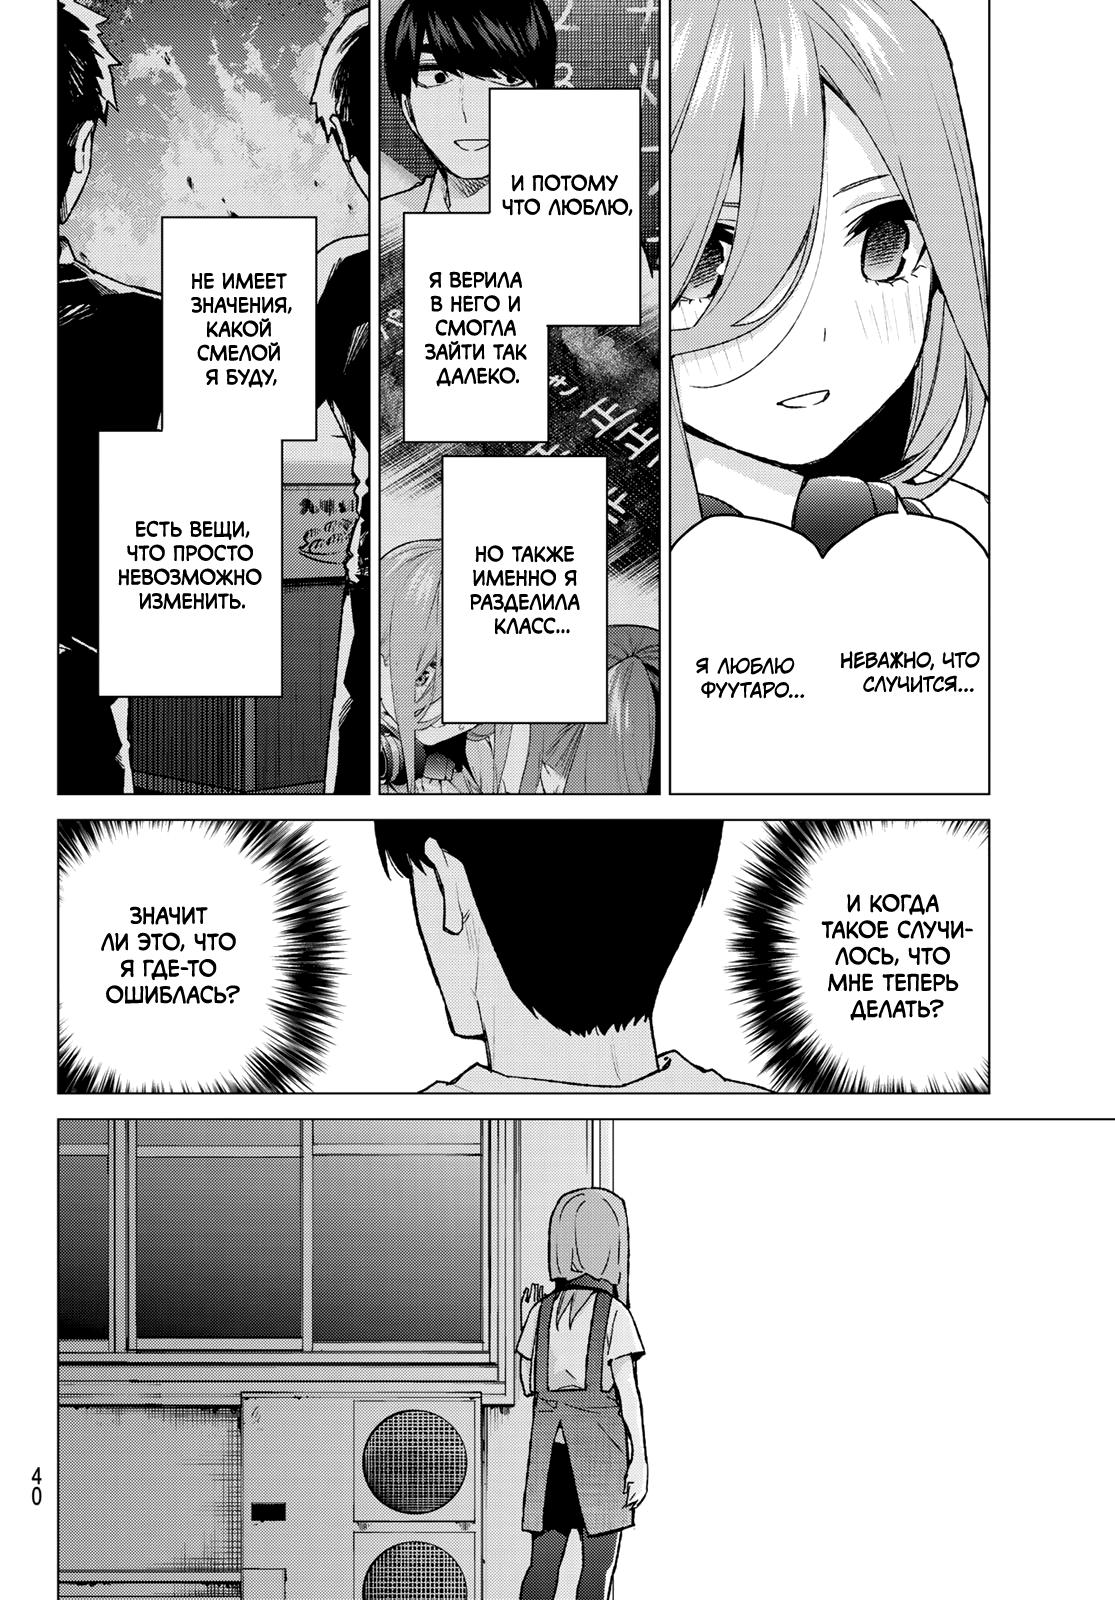 НЕВАЖНО, ЧТО
СЛУЧИТСЯ...
Я ЛЮБЛЮ
ФУУТАРО...
И ПОТОМУ
ЧТО ЛЮБЛЮ,
Я ВЕРИЛА
В НЕГО И
СМОГЛА
ЗАЙТИ ТАК
ДАЛЕКО.
НО ТАКЖЕ
ИМЕННО Я
РАЗДЕЛИЛА
КЛАСС...
НЕ ИМЕЕТ
ЗНАЧЕНИЯ,
КАКОЙ
СМЕЛОЙ
Я БУДУ,
ЕСТЬ ВЕЩИ,
ЧТО ПРОСТО
НЕВОЗМОЖНО
ИЗМЕНИТЬ.
И КОГДА
ТАКОЕ СЛУЧИ-
ЛОСЬ, ЧТО
МНЕ ТЕПЕРЬ
ДЕЛАТЬ?
ЗНАЧИТ
ЛИ ЭТО, ЧТО
Я ГДЕ-ТО
ОШИБЛАСЬ?
40